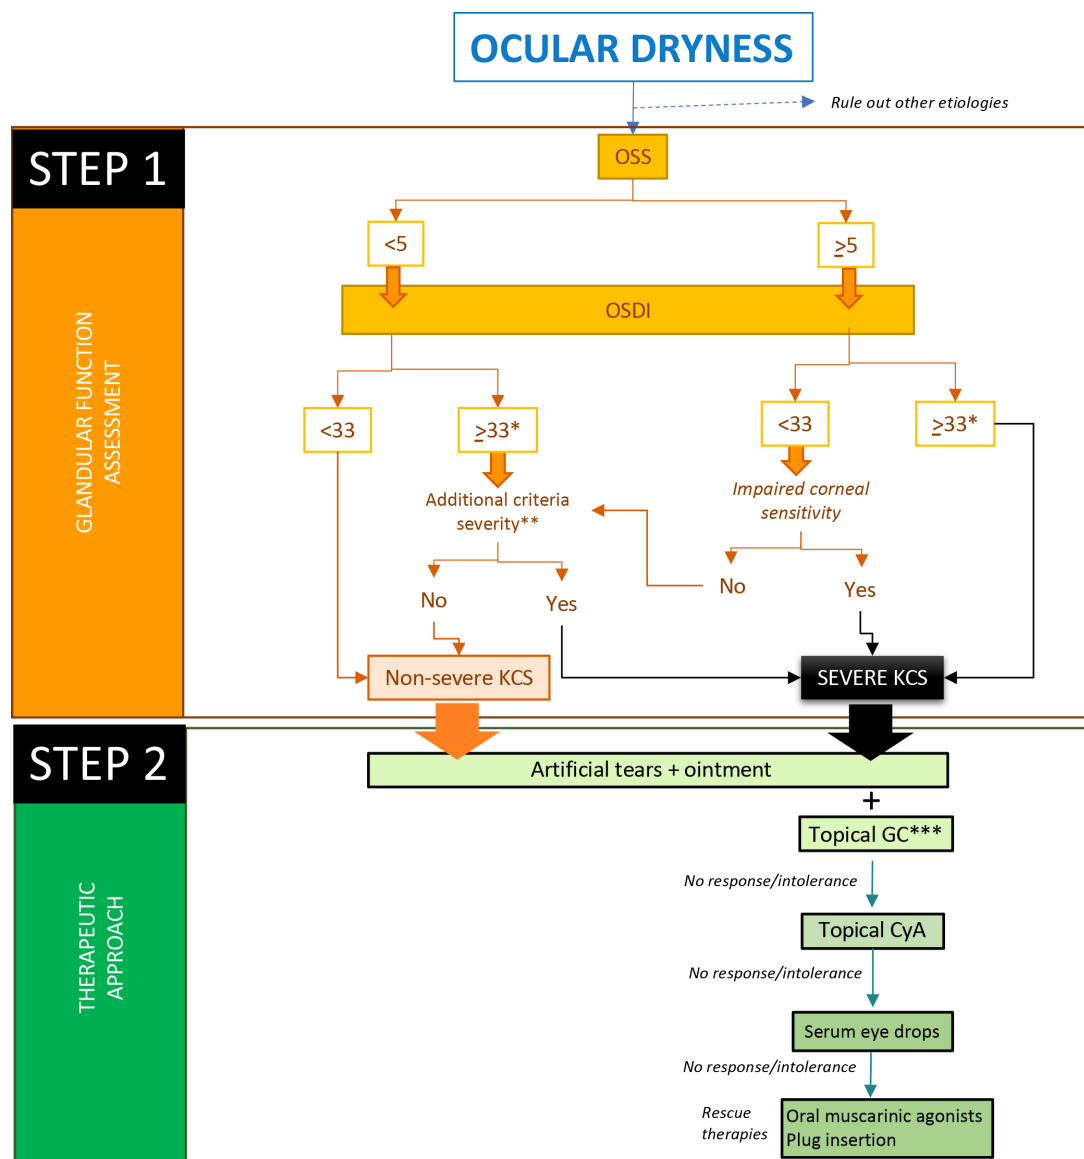 OCULAR DRYNESS
Rule out other etiologies
STEP 1
OSS
<5
≥5
GLANDULAR FUNCTION
ASSESSMENT
OSDI
<33
≥33*
<33
≥33*
Additional criteria
severity**
Impaired corneal
sensitivity
No
Yes
No
Yes
Non-severe KCS
SEVERE KCS
STEP 2
THERAPEUTIC
APPROACH
Artificial tears + ointment
+
Topical GC***
No response/intolerance
Topical CyA
No response/intolerance
Serum eye drops
No response/intolerance
Rescue
therapies
Oral muscarinic agonists
Plug insertion